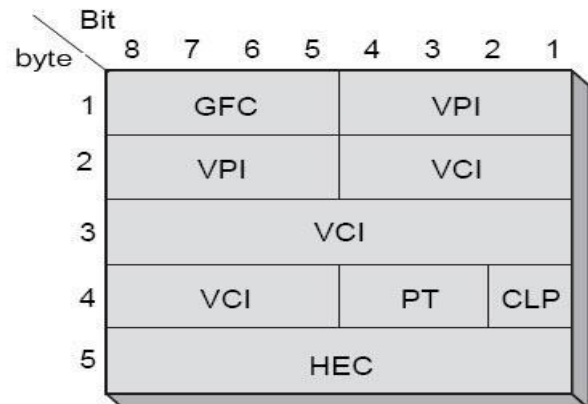 Bit
byte 8 7 6 5 4 3 2 1
1 GFC VPI
2 VPI VCI
3 VCI
4 VCI PT CLP
5 HEC